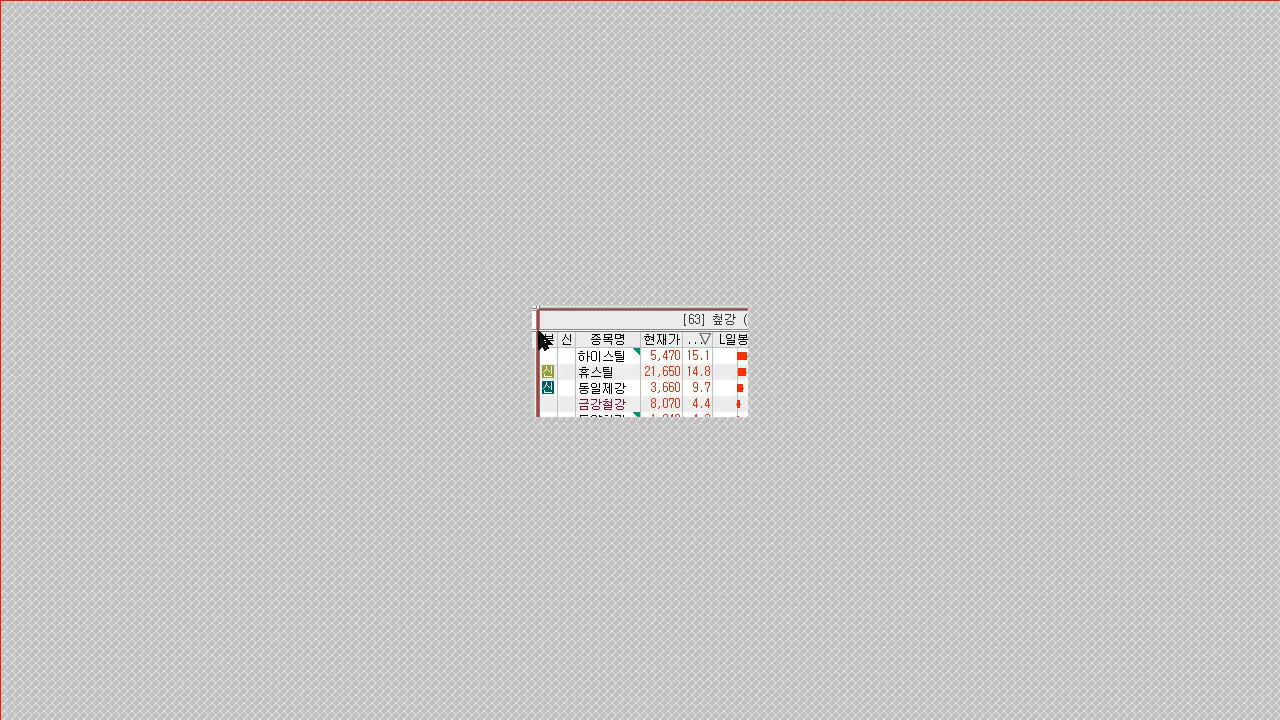 [63] 철강 (
분 신 종목명 현재가 ..▽ L일봉
하이스틸 5,470 15.1
신 휴스틸 21,650 14.8
신 동일제강 3,660 9.7
금강철강 8,070 4.4